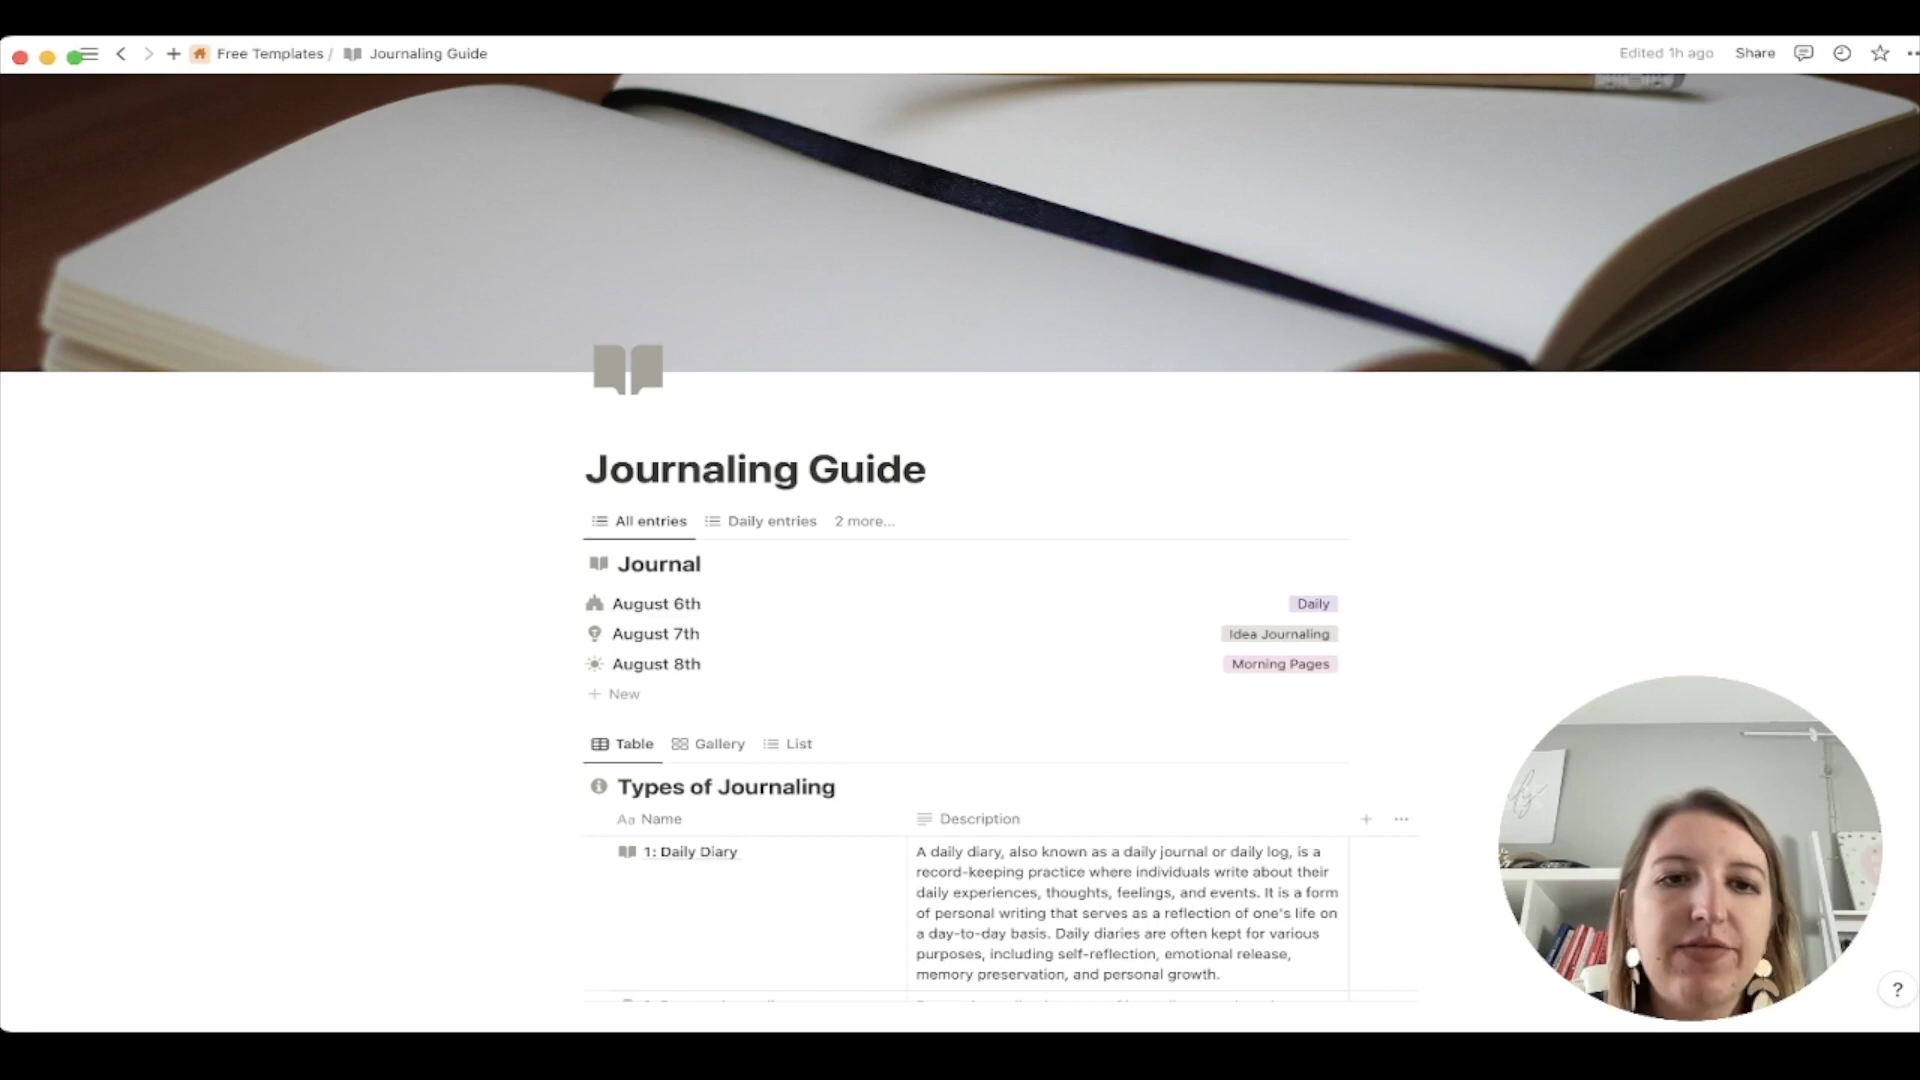 Free Templates / Journaling Guide
Edited 1h ago Share
Journaling Guide
All entries Daily entries 2 more...
Journal
August 6th Daily
August 7th Idea Journaling
August 8th Morning Pages
+ New
Table Gallery List
Types of Journaling
Aa Name Description
1: Daily Diary
A daily diary, also known as a daily journal or daily log, is a
record-keeping practice where individuals write about their
daily experiences, thoughts, feelings, and events. It is a form
of personal writing that serves as a reflection of one's life on
a day-to-day basis. Daily diaries are often kept for various
purposes, including self-reflection, emotional release,
memory preservation, and personal growth.
?